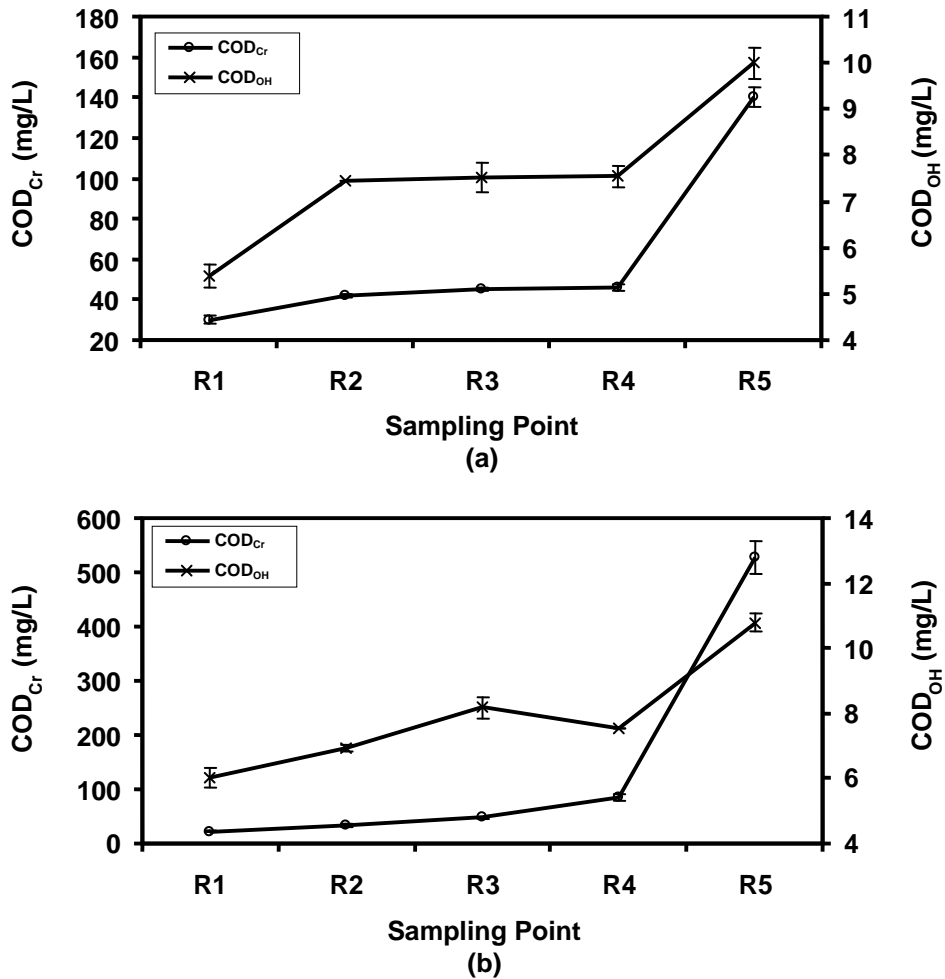 180
160
140
120
100
80
60
40
20
COD_Cr (mg/L)
COD_Cr
COD_OH
11
10
9
8
7
6
5
4
COD_OH (mg/L)
R1 R2 R3 R4 R5
Sampling Point
(a)
600
500
400
300
200
100
0
COD_Cr (mg/L)
COD_Cr
COD_OH
14
12
10
8
6
4
COD_OH (mg/L)
R1 R2 R3 R4 R5
Sampling Point
(b)